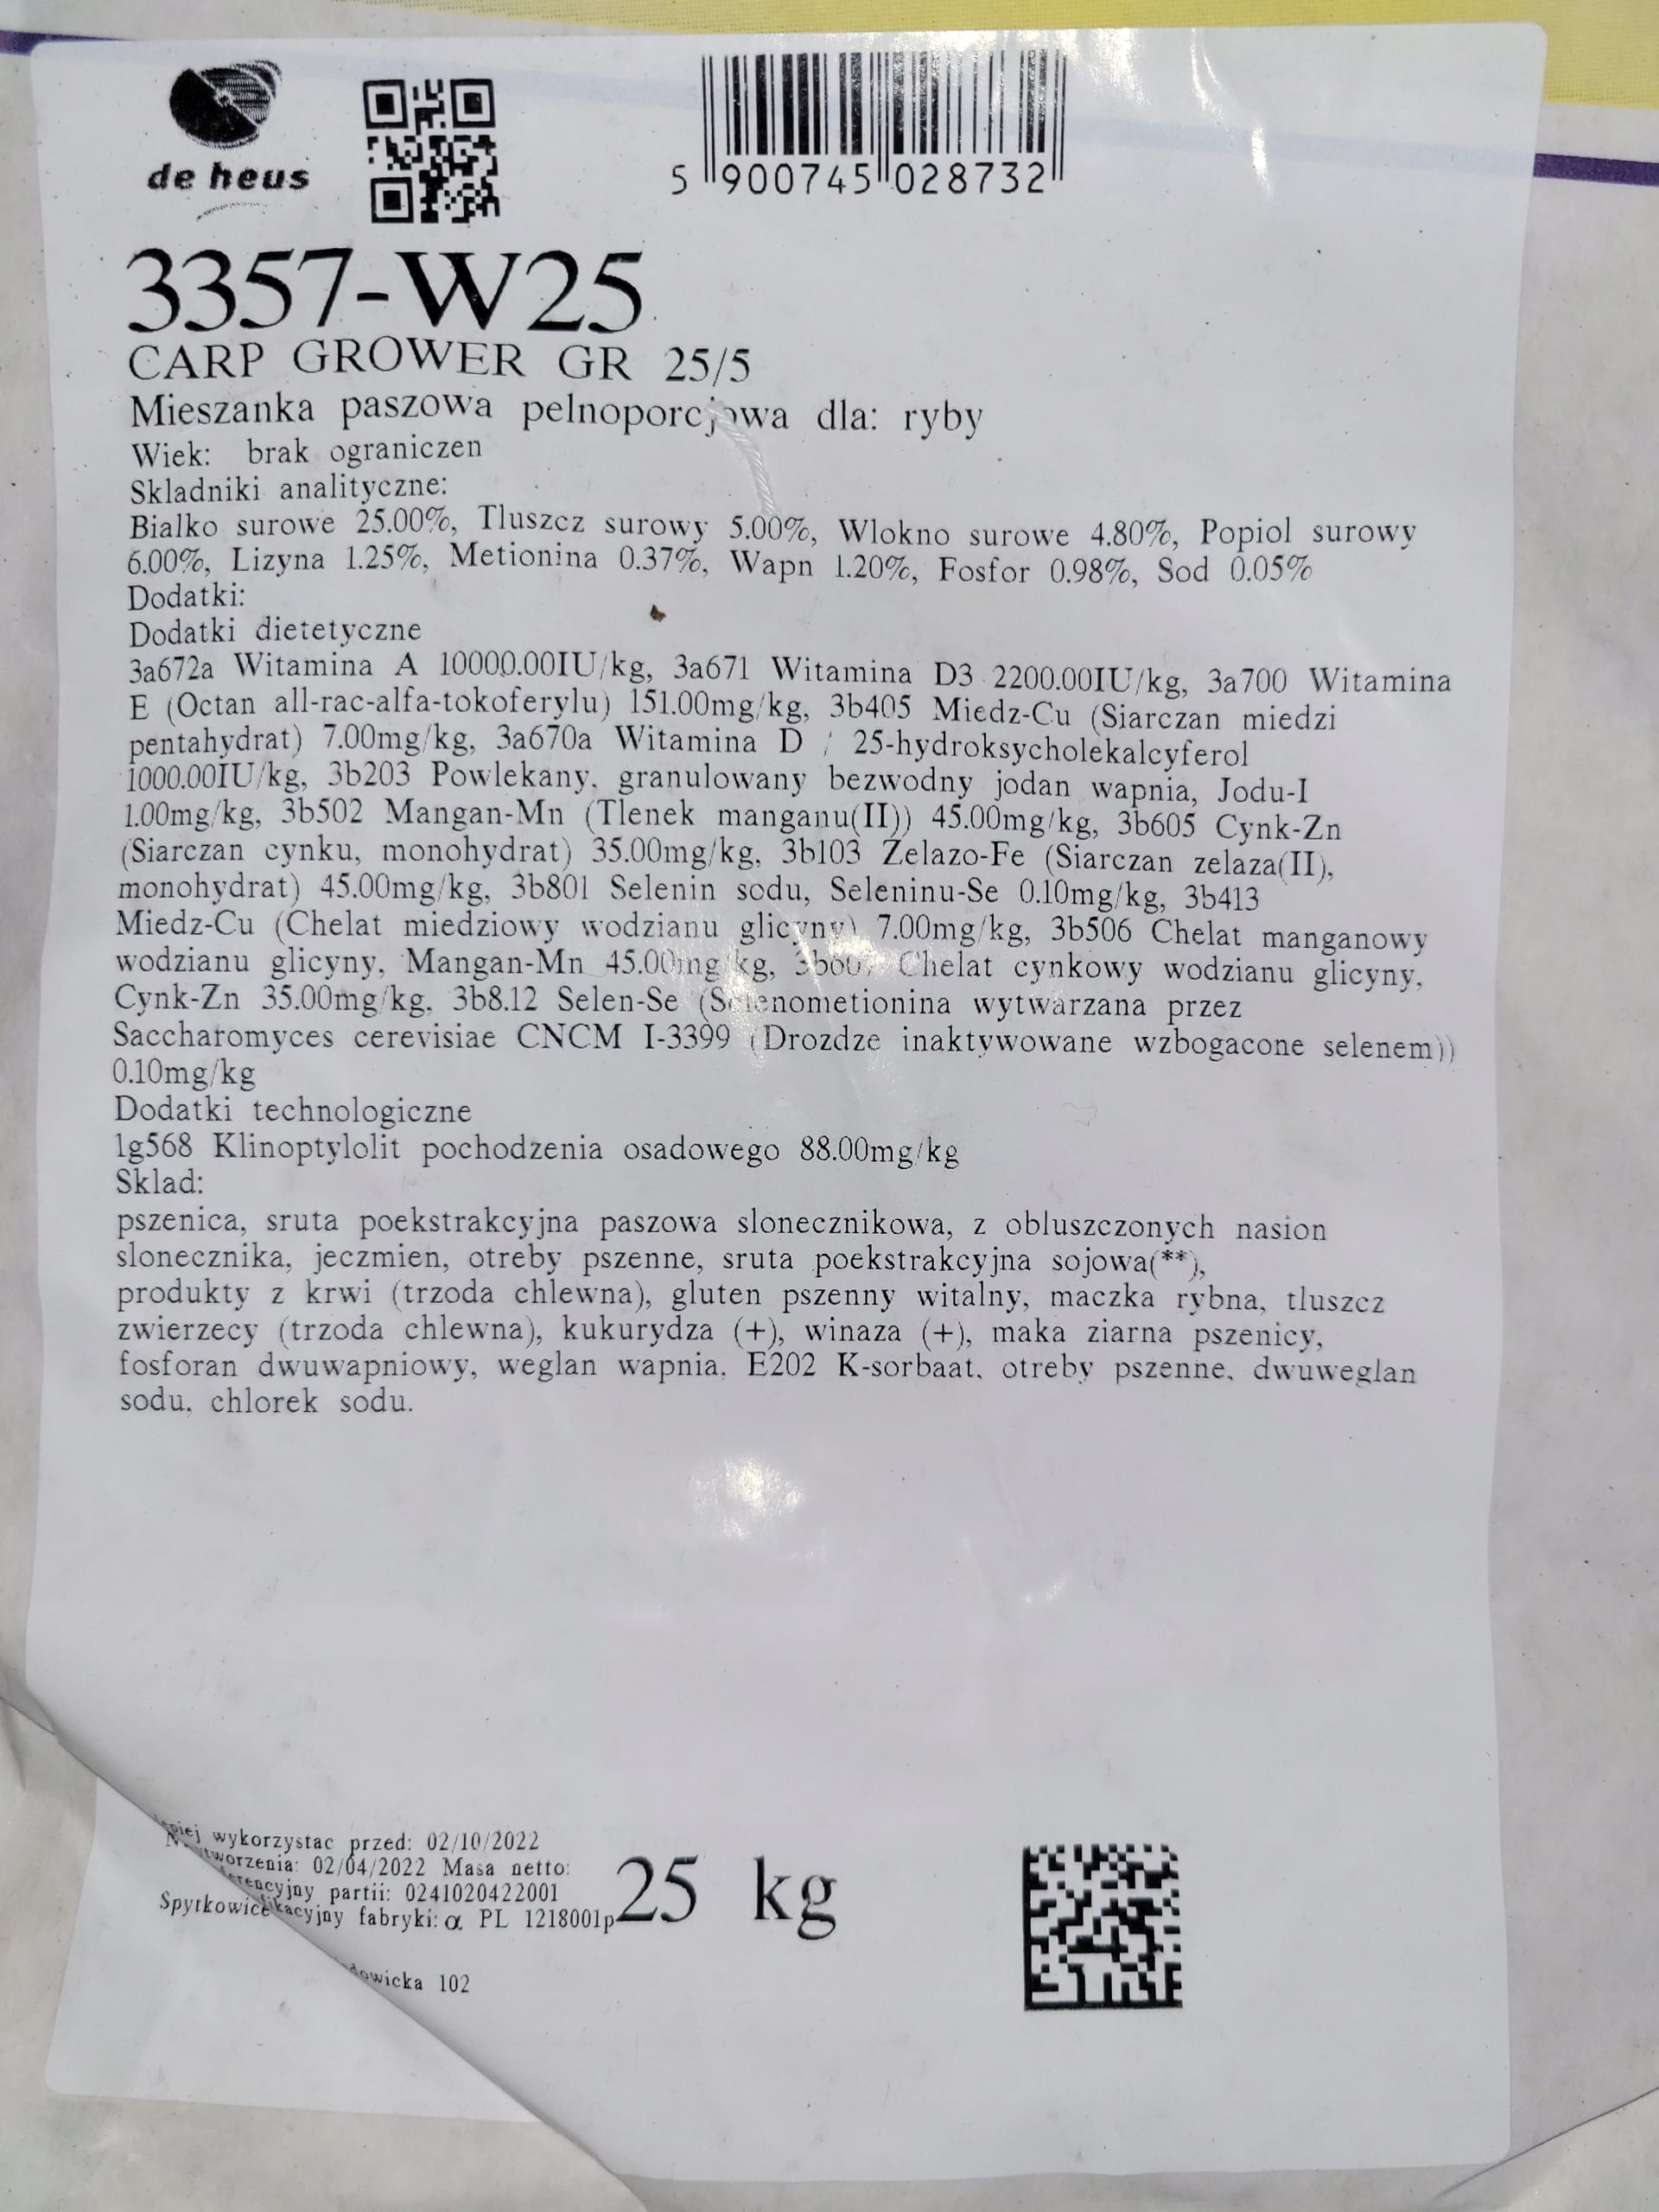 de heus
5 900745 028732
3357-W25
CARP GROWER GR 25/5
Mieszanka paszowa pelnoporcjowa dla: ryby
Wiek: brak ograniczen
Skladniki analityczne:
Bialko surowe 25.00%, Tluszcz surowy 5.00%, Wlokno surowe 4.80%, Popiol surowy
6.00%, Lizyna 1.25%, Metionina 0.37%, Wapn 1.20%, Fosfor 0.98%, Sod 0.05%
Dodatki:
Dodatki dietetyczne
3a672a Witamina A 10000.00IU/kg, 3a671 Witamina D3 2200.00IU/kg, 3a700 Witamina
E (Octan all-rac-alfa-tokoferylu) 151.00mg/kg, 3b405 Miedz-Cu (Siarczan miedzi
pentahydrat) 7.00mg/kg, 3a670a Witamina D / 25-hydroksycholekalcyferol
1000.00IU/kg, 3b203 Powlekany, granulowany bezwodny jodan wapnia, Jodu-I
1.00mg/kg, 3b502 Mangan-Mn (Tlenek manganu(II)) 45.00mg/kg, 3b605 Cynk-Zn
(Siarczan cynku, monohydrat) 35.00mg/kg, 3b103 Zelazo-Fe (Siarczan zelaza(II),
monohydrat) 45.00mg/kg, 3b801 Selenin sodu, Seleninu-Se 0.10mg/kg, 3b413
Miedz-Cu (Chelat miedziowy wodzianu glicyny) 7.00mg/kg, 3b506 Chelat manganowy
wodzianu glicyny, Mangan-Mn 45.00mg/kg, Chelat cynkowy wodzianu glicyny,
Cynk-Zn 35.00mg/kg, 3b8.12 Selen-Se (Selenometionina wytwarzana przez
Saccharomyces cerevisiae CNCM I-3399 (Drozdze inaktywowane wzbogacone selenem))
0.10mg/kg
Dodatki technologiczne
1g568 Klinoptylolit pochodzenia osadowego 88.00mg/kg
Sklad:
pszenica, sruta poekstrakcyjna paszowa slonecznikowa, z obluszczonych nasion
slonecznika, jeczmien, otreby pszenne, sruta poekstrakcyjna sojowa(**),
produkty z krwi (trzoda chlewna), gluten pszenny witalny, maczka rybna, tluszcz
zwierzecy (trzoda chlewna), kukurydza (+), winaza (+), maka ziarna pszenicy,
fosforan dwuwapniowy, weglan wapnia, E202 K-sorbaat, otreby pszenne, dwuweglan
sodu, chlorek sodu.
wykorzystac przed: 02/10/2022
tworzenia: 02/04/2022 Masa netto:
partii: 0241020422001
fabryki: α PL 1218001p
25 kg
102